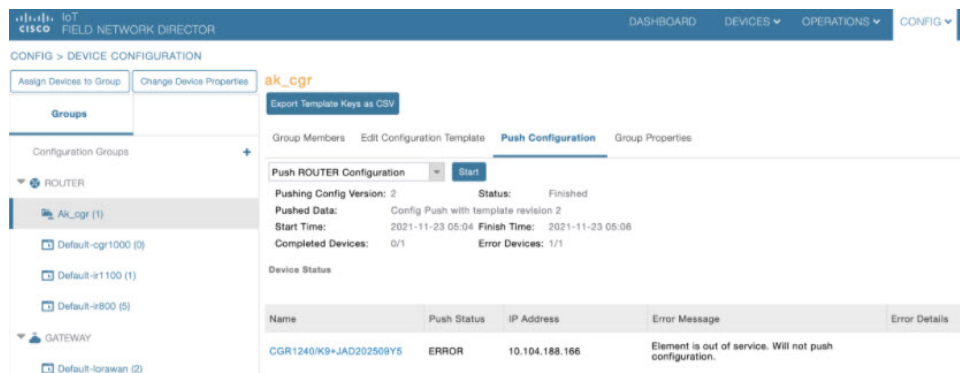 IoT
CISCO FIELD NETWORK DIRECTOR
DASHBOARD DEVICES OPERATIONS CONFIG
CONFIG > DEVICE CONFIGURATION
Assign Devices to Group Change Device Properties
ak_cgr
Export Template Keys as CSV
Groups
Group Members Edit Configuration Template Push Configuration Group Properties
Configuration Groups +
Push ROUTER Configuration Start
ROUTER
Pushing Config Version: 2 Status: Finished
Pushed Data: Config Push with template revision 2
Ak_cgr (1)
Start Time: 2021-11-23 05:04 Finish Time: 2021-11-23 05:06
Default-cgr1000 (0)
Completed Devices: 0/1 Error Devices: 1/1
Device Status
Default-ir1100 (1)
Default-ir800 (5)
Name Push Status IP Address Error Message Error Details
GATEWAY
CGR1240/K9+JAD202509Y5 ERROR 10.104.188.166 Element is out of service. Will not push
configuration.
Default-lorawan (2)